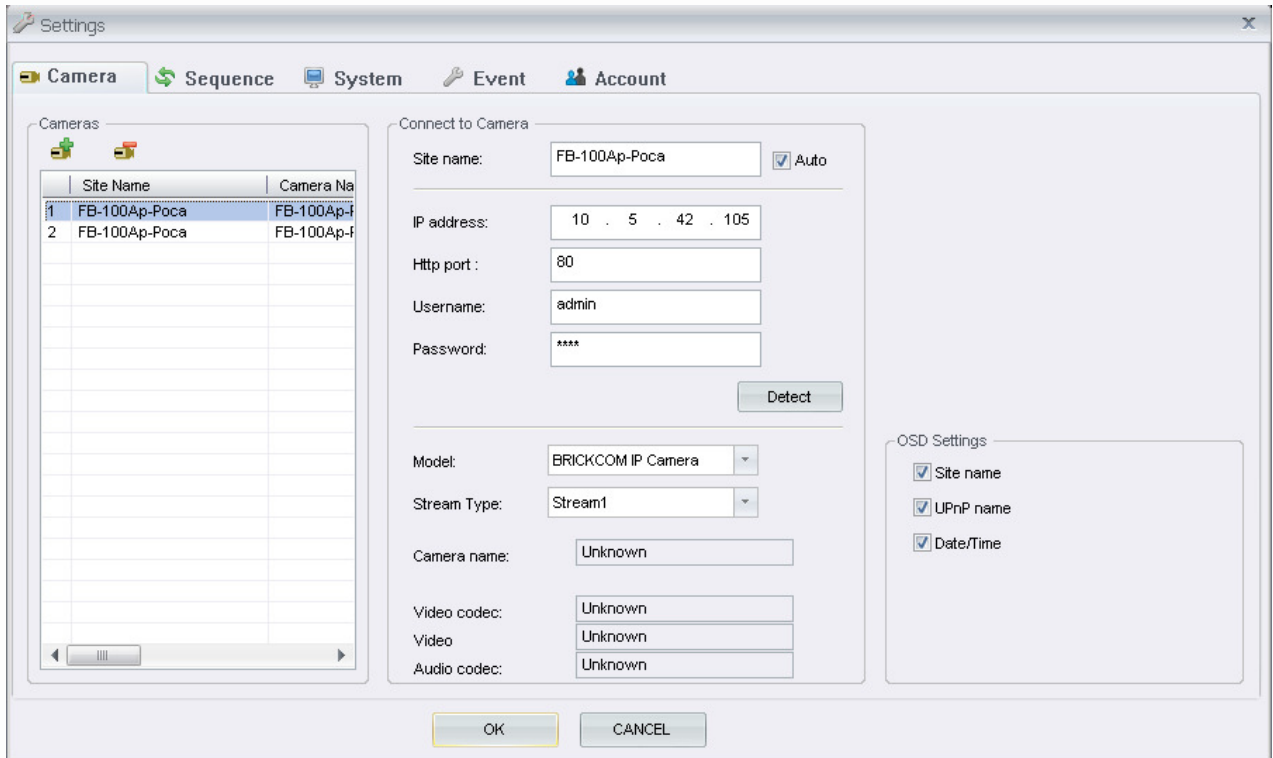 Settings
Camera Sequence System Event Account
Cameras
Site Name Camera Na
1 FB-100Ap-Poca FB-100Ap-F
2 FB-100Ap-Poca FB-100Ap-F
Connect to Camera
Site name: FB-100Ap-Poca Auto
IP address: 10 . 5 . 42 . 105
Http port : 80
Username: admin
Password: ****
Detect
Model: BRICKCOM IP Camera
Stream Type: Stream1
Camera name: Unknown
Video codec: Unknown
Video Unknown
Audio codec: Unknown
OSD Settings
Site name
UPnP name
Date/Time
OK CANCEL